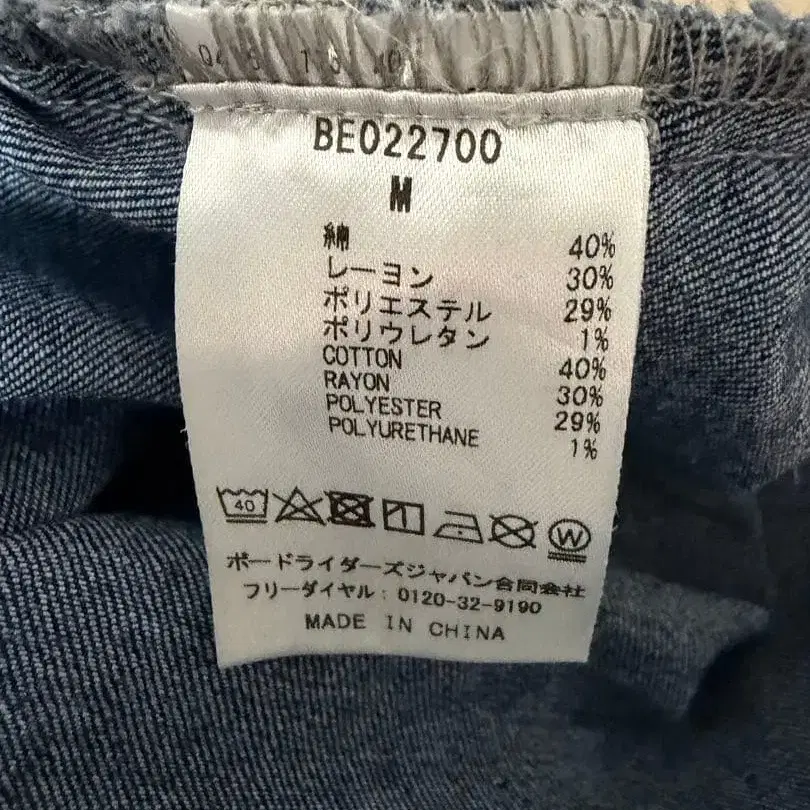 BE022700
M
綿 40%
レーヨン 30%
ポリエステル 29%
ポリウレタン 1%
COTTON 40%
RAYON 30%
POLYESTER 29%
POLYURETHANE 1%
40 W
ボードライダーズジャパン合同会社
フリーダイヤル：0120-32-9190
MADE IN CHINA